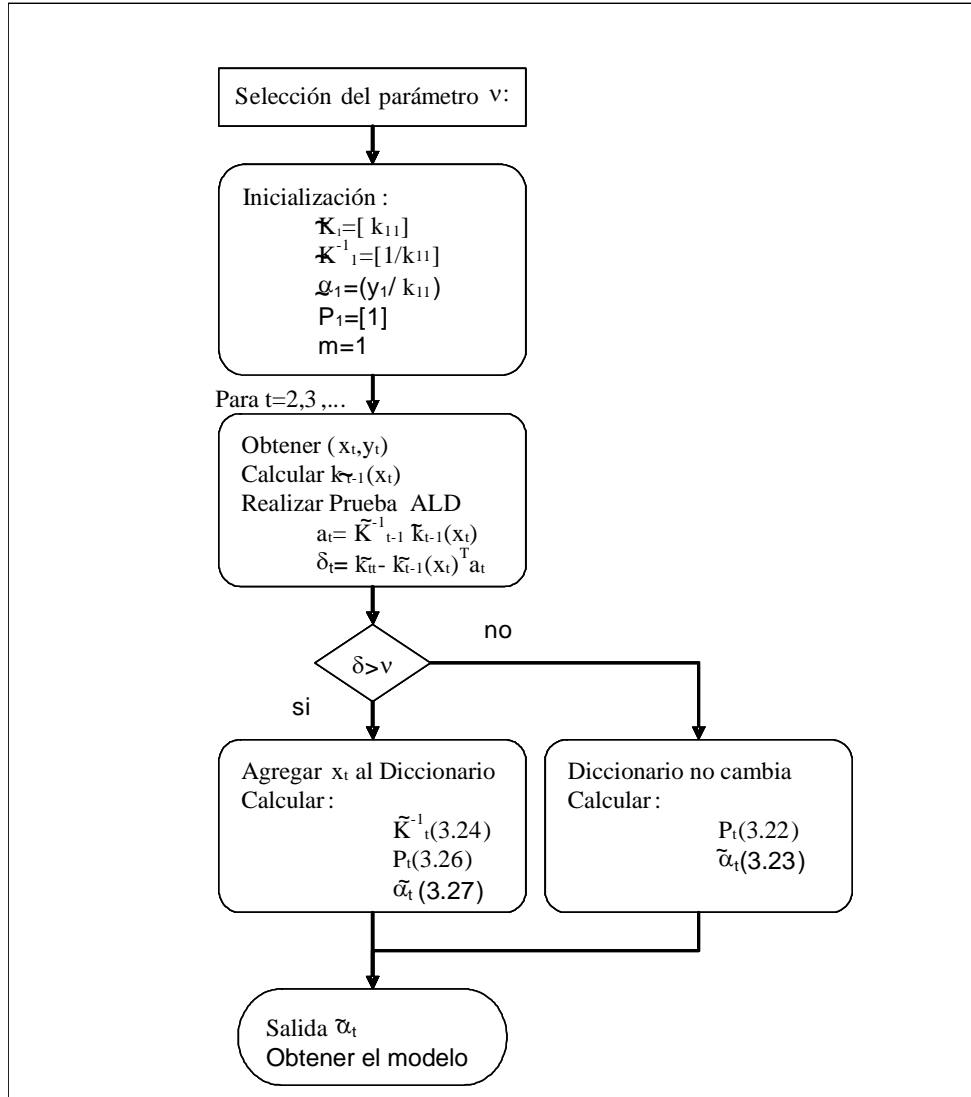 Selección del parámetro ν:
Inicialización :
K̃₁=[ k₁₁]
K̃⁻¹₁=[1/k₁₁]
α̃₁=(y₁/ k₁₁)
P₁=[1]
m=1
Para t=2,3 ,...
Obtener (xₜ,yₜ)
Calcular k̃ₜ₋₁(xₜ)
Realizar Prueba ALD
aₜ= K̃⁻¹ₜ₋₁ k̃ₜ₋₁(xₜ)
δₜ= k̃ₜₜ- k̃ₜ₋₁(xₜ)ᵀaₜ
no
δ>ν
si
Agregar xₜ al Diccionario
Calcular :
K̃⁻¹ₜ(3.24)
Pₜ(3.26)
α̃ₜ (3.27)
Diccionario no cambia
Calcular :
Pₜ(3.22)
α̃ₜ(3.23)
Salida α̃ₜ
Obtener el modelo